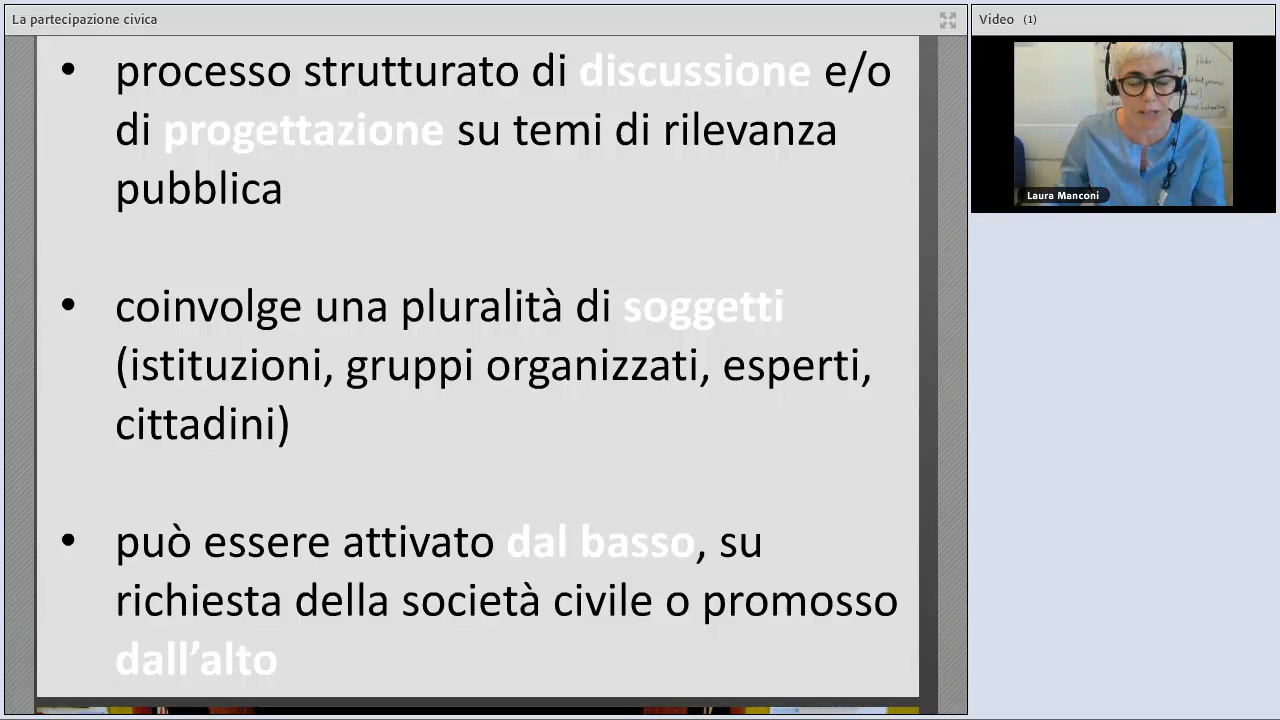 La partecipazione civica
Video (1)
• processo strutturato di discussione e/o
di progettazione su temi di rilevanza
pubblica
• coinvolge una pluralità di soggetti
(istituzioni, gruppi organizzati, esperti,
cittadini)
• può essere attivato dal basso, su
richiesta della società civile o promosso
dall’alto
Laura Manconi